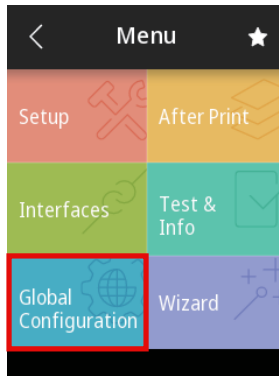 Menu
Setup
After Print
Interfaces
Test &
Info
Global
Configuration
Wizard